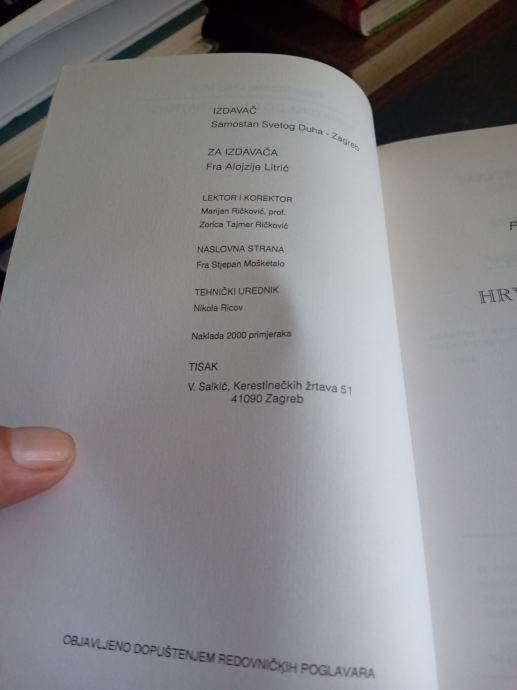 IZDAVAČ
Samostan Svetog Duha - Zagreb
ZA IZDAVAČA
Fra Alojzije Litrić
LEKTOR I KOREKTOR
Marijan Ričković, prof.
Zorica Tajmer Ričković
NASLOVNA STRANA
Fra Stjepan Mošketalo
TEHNIČKI UREDNIK
Nikola Ricov
Naklada 2000 primjeraka
TISAK
V. Salkić, Kerestinečkih žrtava 51
41090 Zagreb
OBJAVLJENO DOPUŠTENJEM REDOVNIČKIH POGLAVARA